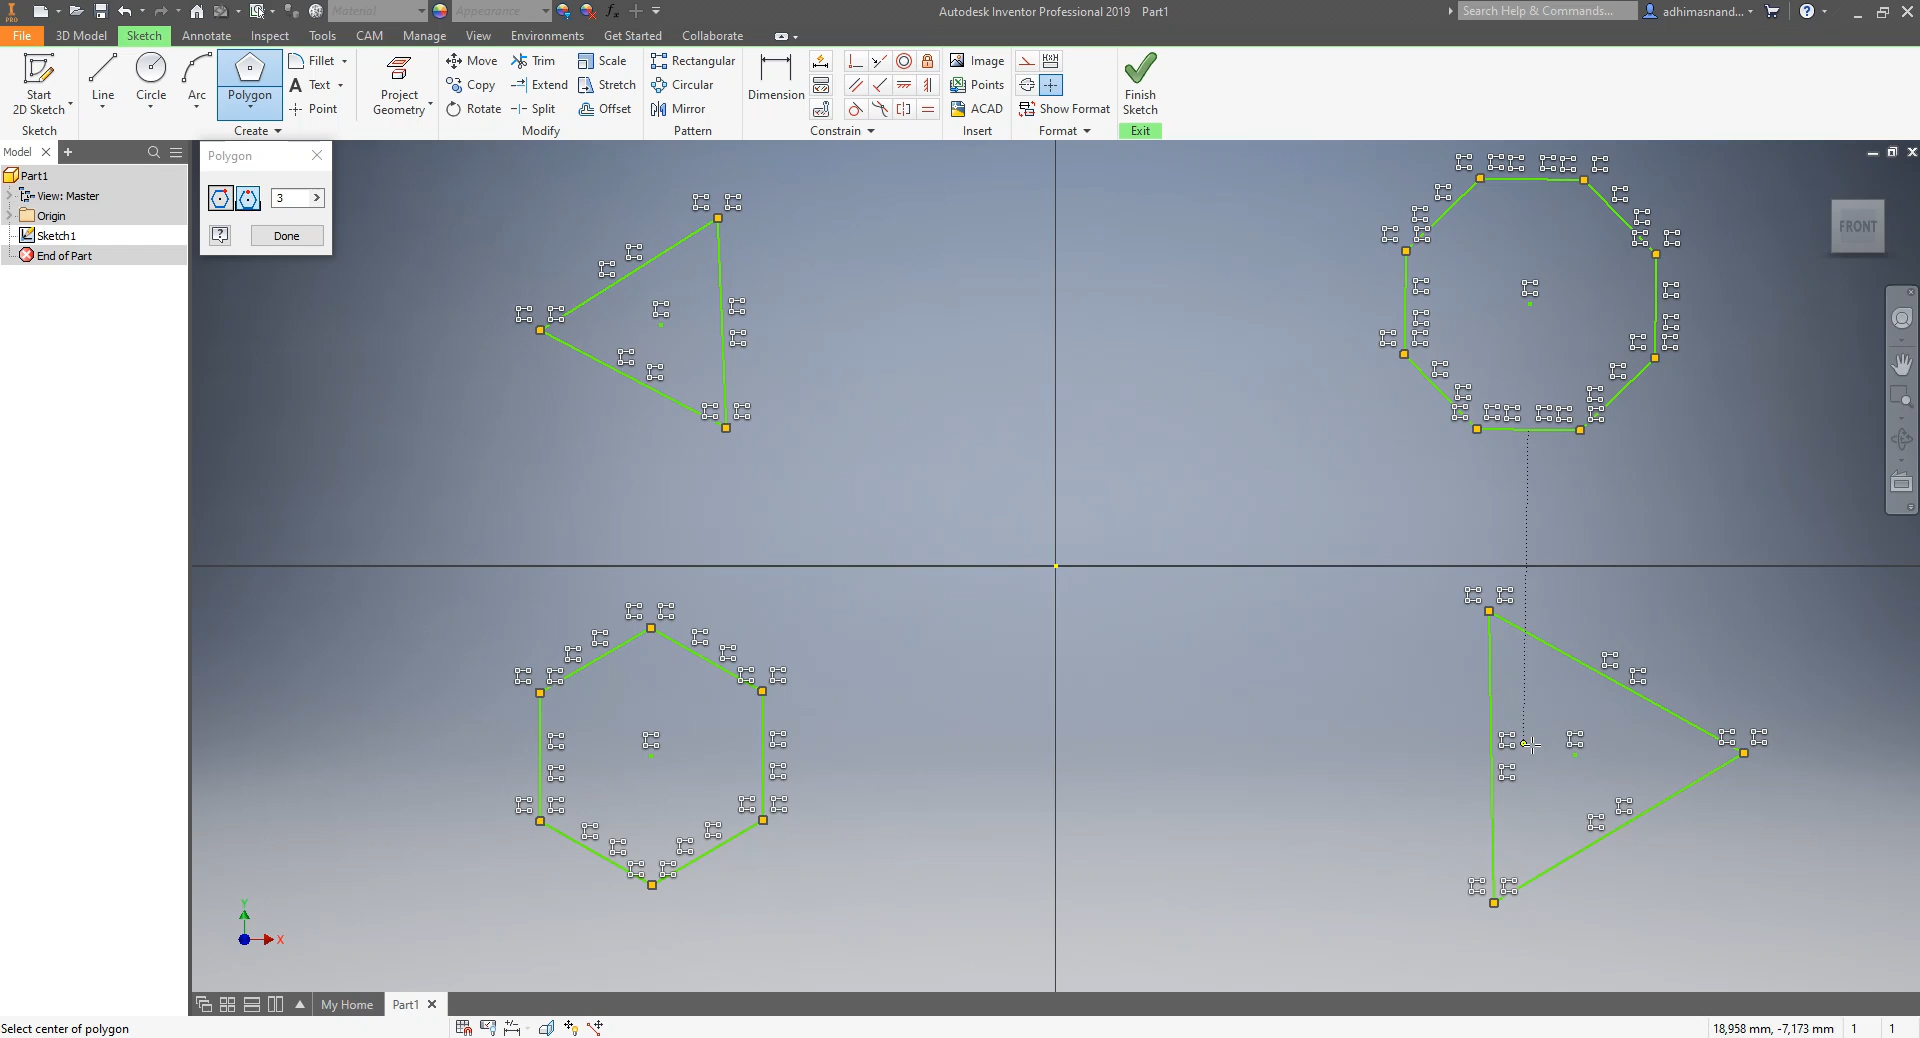 PRO
Material
Appearance
Autodesk Inventor Professional 2019 Part1
Search Help & Commands...
adhimasnand...
File 3D Model Sketch Annotate Inspect Tools CAM Manage View Environments Get Started Collaborate
Start
2D Sketch
Line
Circle
Arc
Polygon
Fillet
Text
Point
Project
Geometry
Move
Copy
Rotate
Trim
Extend
Split
Scale
Stretch
Offset
Rectangular
Circular
Mirror
Dimension
Image
Points
ACAD
Show Format
Finish
Sketch
Sketch
Create
Modify
Pattern
Constrain
Insert
Format
Exit
Model
Part1
View: Master
Origin
Sketch1
End of Part
Polygon
3
Done
FRONT
Y
X
My Home
Part1
Select center of polygon
18,958 mm, -7,173 mm 1 1